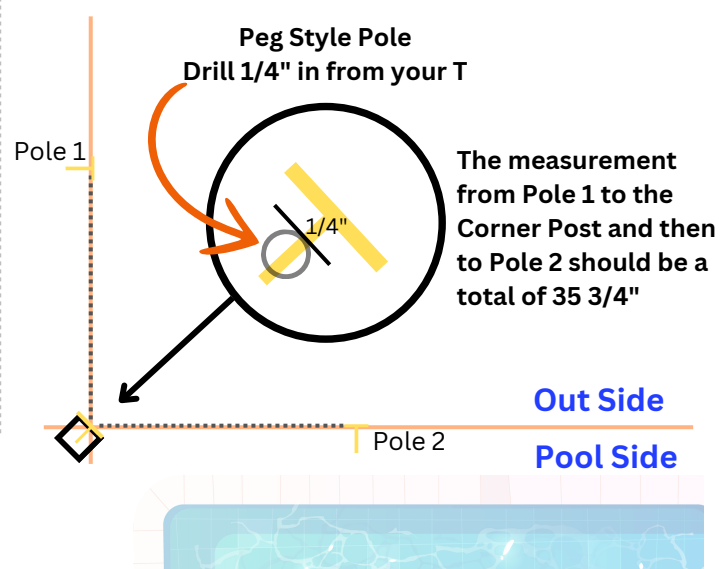 Peg Style Pole
Drill 1/4" in from your T
Pole 1
1/4"
The measurement
from Pole 1 to the
Corner Post and then
to Pole 2 should be a
total of 35 3/4"
Out Side
Pole 2
Pool Side